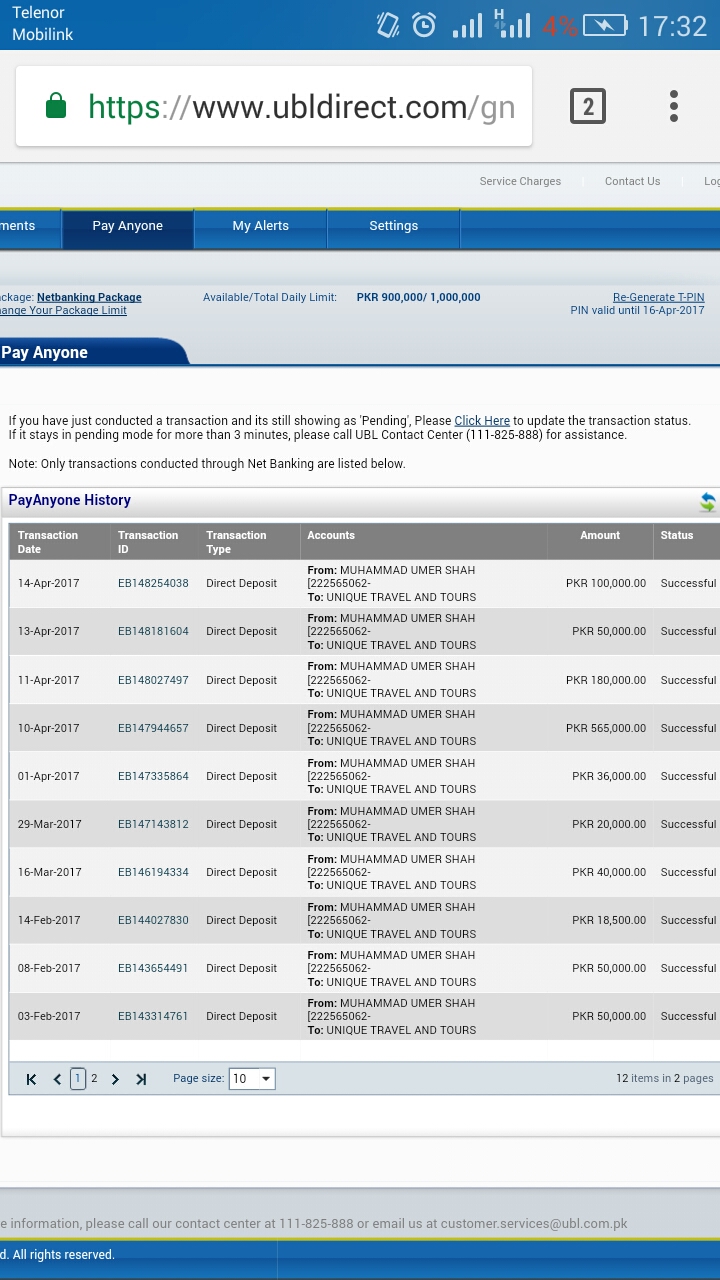 Telenor
Mobilink
H
4%
17:32
https://www.ubldirect.com/gn
2
Service Charges
Contact Us
Log
ments
Pay Anyone
My Alerts
Settings
ckage: Netbanking Package
Available/Total Daily Limit: PKR 900,000/ 1,000,000
Re-Generate T-PIN
ange Your Package Limit
PIN valid until 16-Apr-2017
Pay Anyone
If you have just conducted a transaction and its still showing as 'Pending', Please Click Here to update the transaction status.
If it stays in pending mode for more than 3 minutes, please call UBL Contact Center (111-825-888) for assistance.
Note: Only transactions conducted through Net Banking are listed below.
PayAnyone History
Transaction Date Transaction ID Transaction Type Accounts Amount Status
14-Apr-2017 EB148254038 Direct Deposit From: MUHAMMAD UMER SHAH [222565062- To: UNIQUE TRAVEL AND TOURS PKR 100,000.00 Successful
13-Apr-2017 EB148181604 Direct Deposit From: MUHAMMAD UMER SHAH [222565062- To: UNIQUE TRAVEL AND TOURS PKR 50,000.00 Successful
11-Apr-2017 EB148027497 Direct Deposit From: MUHAMMAD UMER SHAH [222565062- To: UNIQUE TRAVEL AND TOURS PKR 180,000.00 Successful
10-Apr-2017 EB147944657 Direct Deposit From: MUHAMMAD UMER SHAH [222565062- To: UNIQUE TRAVEL AND TOURS PKR 565,000.00 Successful
01-Apr-2017 EB147335864 Direct Deposit From: MUHAMMAD UMER SHAH [222565062- To: UNIQUE TRAVEL AND TOURS PKR 36,000.00 Successful
29-Mar-2017 EB147143812 Direct Deposit From: MUHAMMAD UMER SHAH [222565062- To: UNIQUE TRAVEL AND TOURS PKR 20,000.00 Successful
16-Mar-2017 EB146194334 Direct Deposit From: MUHAMMAD UMER SHAH [222565062- To: UNIQUE TRAVEL AND TOURS PKR 40,000.00 Successful
14-Feb-2017 EB144027830 Direct Deposit From: MUHAMMAD UMER SHAH [222565062- To: UNIQUE TRAVEL AND TOURS PKR 18,500.00 Successful
08-Feb-2017 EB143654491 Direct Deposit From: MUHAMMAD UMER SHAH [222565062- To: UNIQUE TRAVEL AND TOURS PKR 50,000.00 Successful
03-Feb-2017 EB143314761 Direct Deposit From: MUHAMMAD UMER SHAH [222565062- To: UNIQUE TRAVEL AND TOURS PKR 50,000.00 Successful
1 2 Page size: 10 12 items in 2 pages
e information, please call our contact center at 111-825-888 or email us at customer.services@ubl.com.pk
d. All rights reserved.